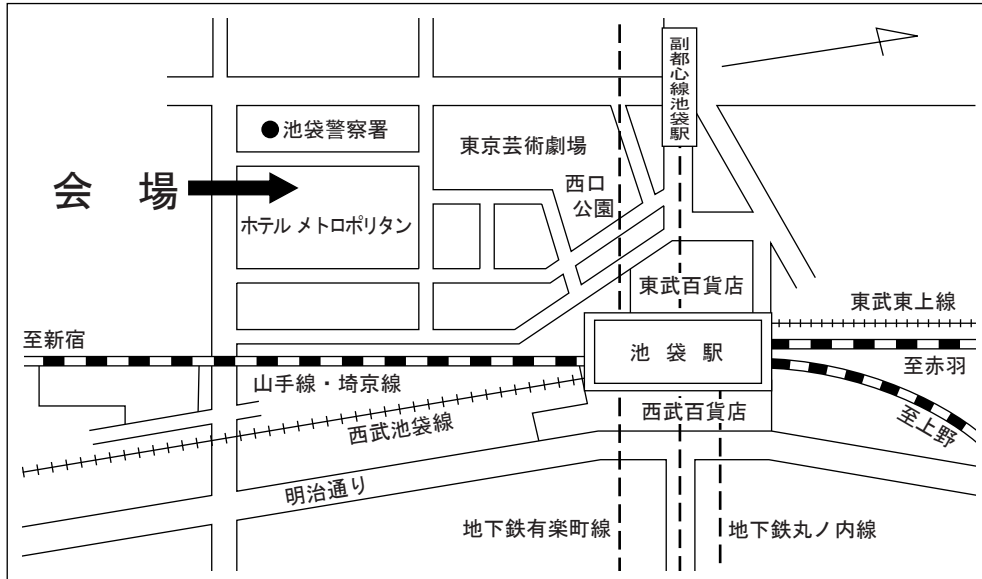 副都心線池袋駅
●池袋警察署
東京芸術劇場
会 場
西口
公園
ホテル メトロポリタン
東武百貨店
東武東上線
至新宿
池 袋 駅
至赤羽
山手線・埼京線
西武百貨店
西武池袋線
至上野
明治通り
地下鉄有楽町線
地下鉄丸ノ内線